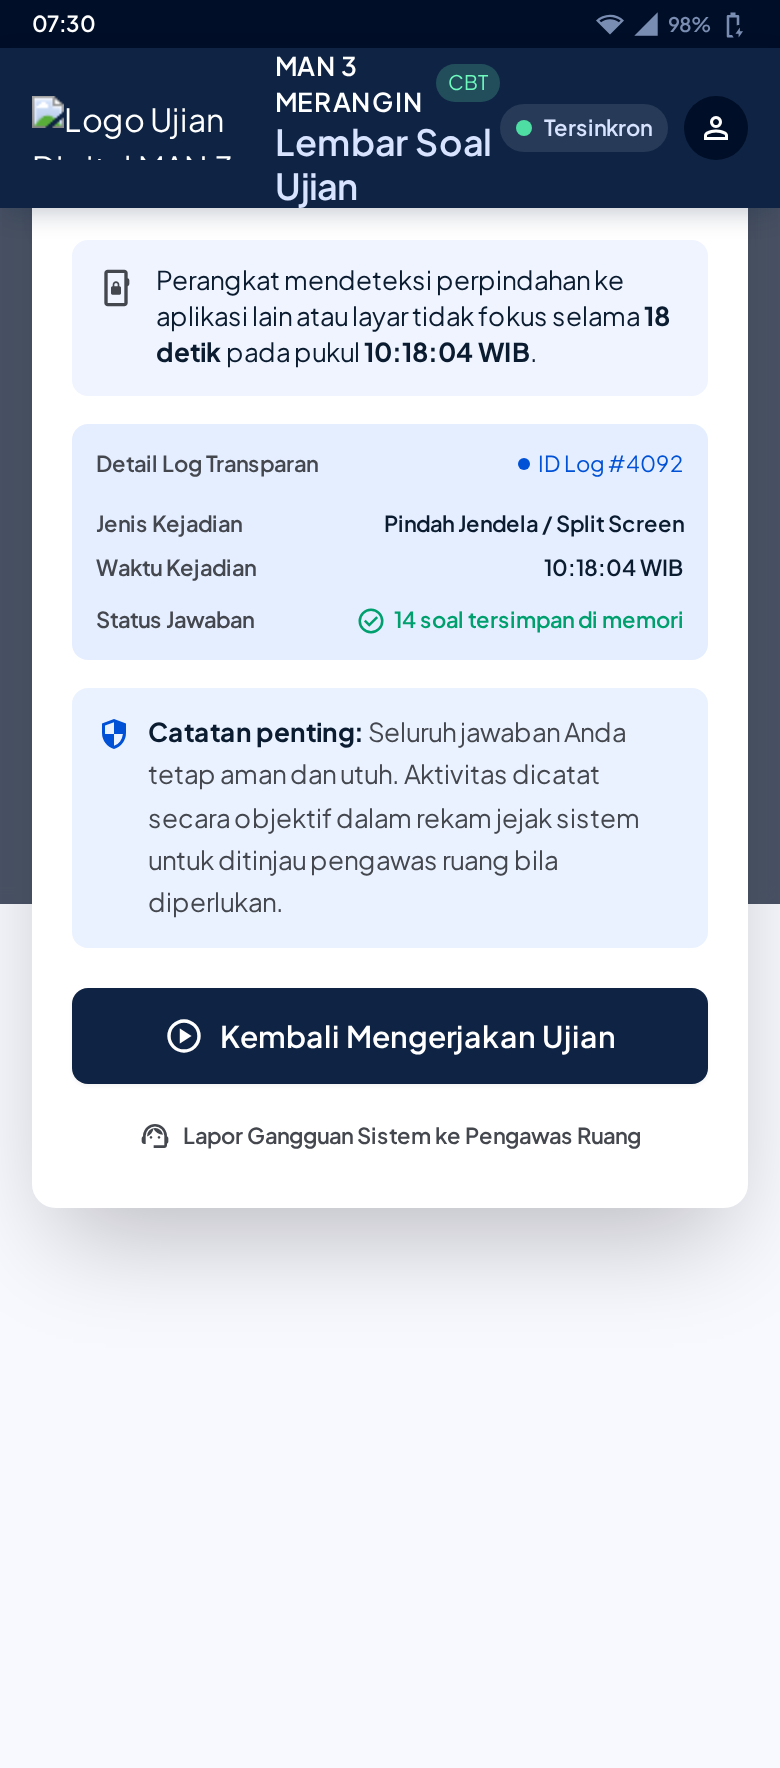 07:30
98%
MAN 3
MERANGIN
CBT
Logo Ujian
Lembar Soal
Ujian
Tersinkron
Perangkat mendeteksi perpindahan ke
aplikasi lain atau layar tidak fokus selama 18
detik pada pukul 10:18:04 WIB.
Detail Log Transparan
ID Log #4092
Jenis Kejadian
Pindah Jendela / Split Screen
Waktu Kejadian
10:18:04 WIB
Status Jawaban
14 soal tersimpan di memori
Catatan penting: Seluruh jawaban Anda
tetap aman dan utuh. Aktivitas dicatat
secara objektif dalam rekam jejak sistem
untuk ditinjau pengawas ruang bila
diperlukan.
Kembali Mengerjakan Ujian
Lapor Gangguan Sistem ke Pengawas Ruang